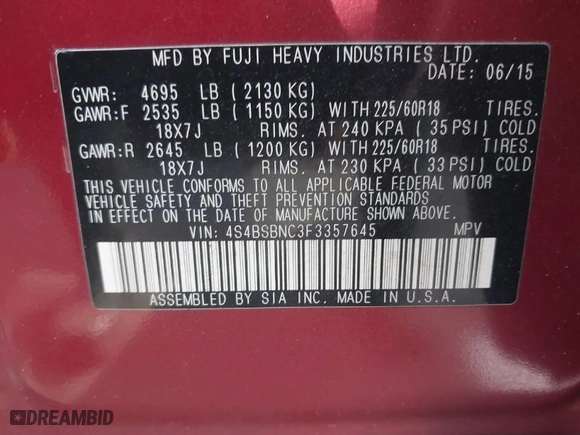 MFD BY FUJI HEAVY INDUSTRIES LTD.
DATE: 06/15
GVWR: 4695 LB ( 2130 KG)
GAWR:F 2535 LB ( 1150 KG) WITH 225/60R18 TIRES.
18X7J RIMS. AT 240 KPA ( 35 PSI) COLD
GAWR:R 2645 LB ( 1200 KG) WITH 225/60R18 TIRES.
18X7J RIMS. AT 230 KPA ( 33 PSI) COLD
THIS VEHICLE CONFORMS TO ALL APPLICABLE FEDERAL MOTOR
VEHICLE SAFETY AND THEFT PREVENTION STANDARDS
IN EFFECT ON THE DATE OF MANUFACTURE SHOWN ABOVE.
VIN: 4S4BSBNC3F3357645 MPV
ASSEMBLED BY SIA INC. MADE IN U.S.A.
DREAMBID